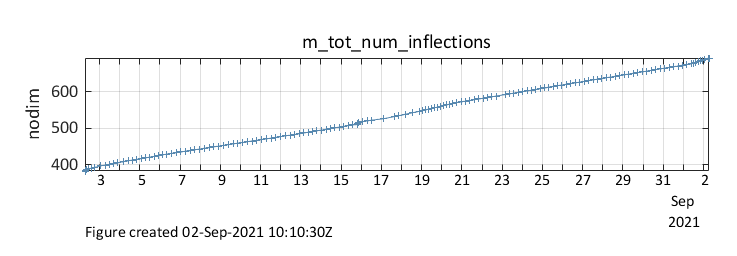 m_tot_num_inflections
nodim
600
500
400
3 5 7 9 11 13 15 17 19 21 23 25 27 29 31 2
Sep
2021
Figure created 02-Sep-2021 10:10:30Z